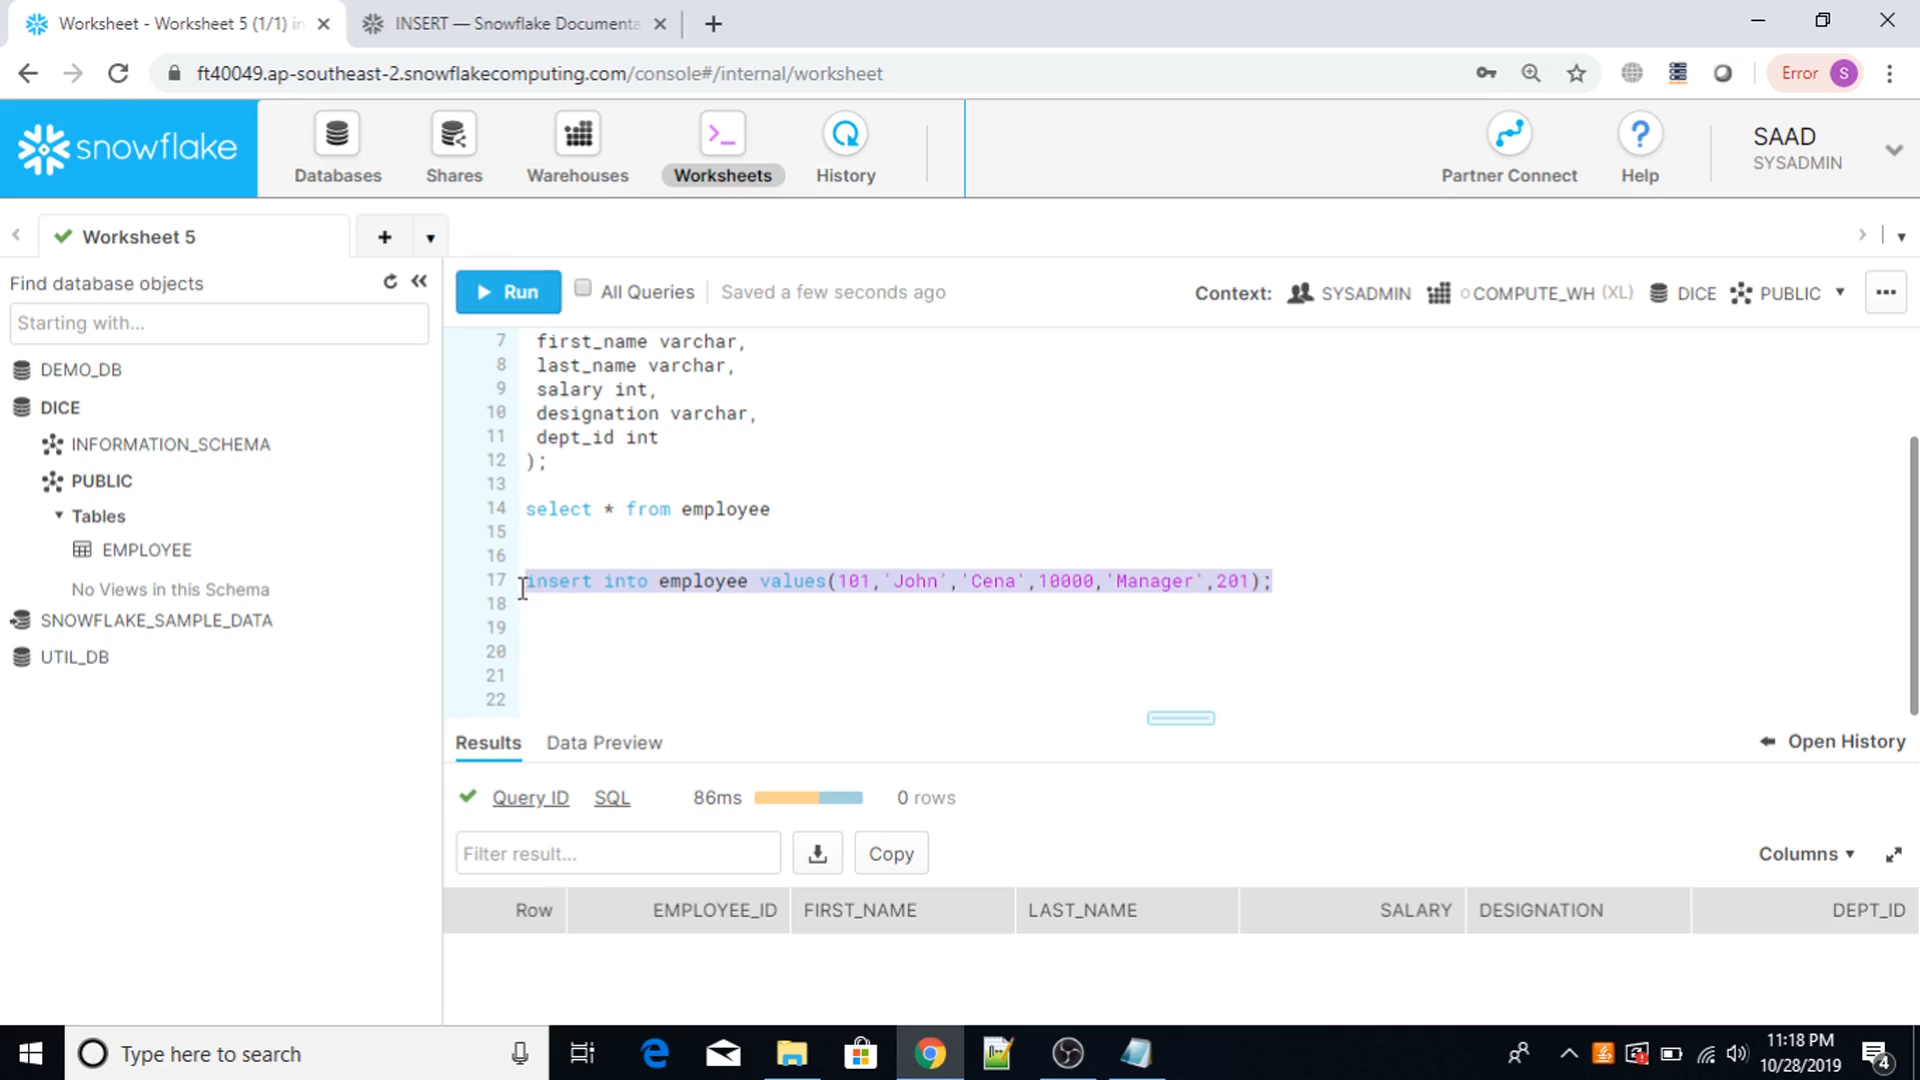 Worksheet - Worksheet 5 (1/1) in
INSERT — Snowflake Documenta
ft40049.ap-southeast-2.snowflakecomputing.com/console#/internal/worksheet
Error S
snowflake
Databases
Shares
Warehouses
Worksheets
History
Partner Connect
Help
SAAD
SYSADMIN
Worksheet 5
Find database objects
Starting with...
DEMO_DB
DICE
INFORMATION_SCHEMA
PUBLIC
Tables
EMPLOYEE
No Views in this Schema
SNOWFLAKE_SAMPLE_DATA
UTIL_DB
Run
All Queries
Saved a few seconds ago
Context: SYSADMIN COMPUTE_WH (XL) DICE PUBLIC
7 first_name varchar,
8 last_name varchar,
9 salary int,
10 designation varchar,
11 dept_id int
12 );
13
14 select * from employee
15
16
17 insert into employee values(101,'John','Cena',10000,'Manager',201);
18
19
20
21
22
Results Data Preview
Open History
Query ID SQL 86ms 0 rows
Filter result...
Copy
Columns
Row EMPLOYEE_ID FIRST_NAME LAST_NAME SALARY DESIGNATION DEPT_ID
Type here to search
11:18 PM
10/28/2019
4